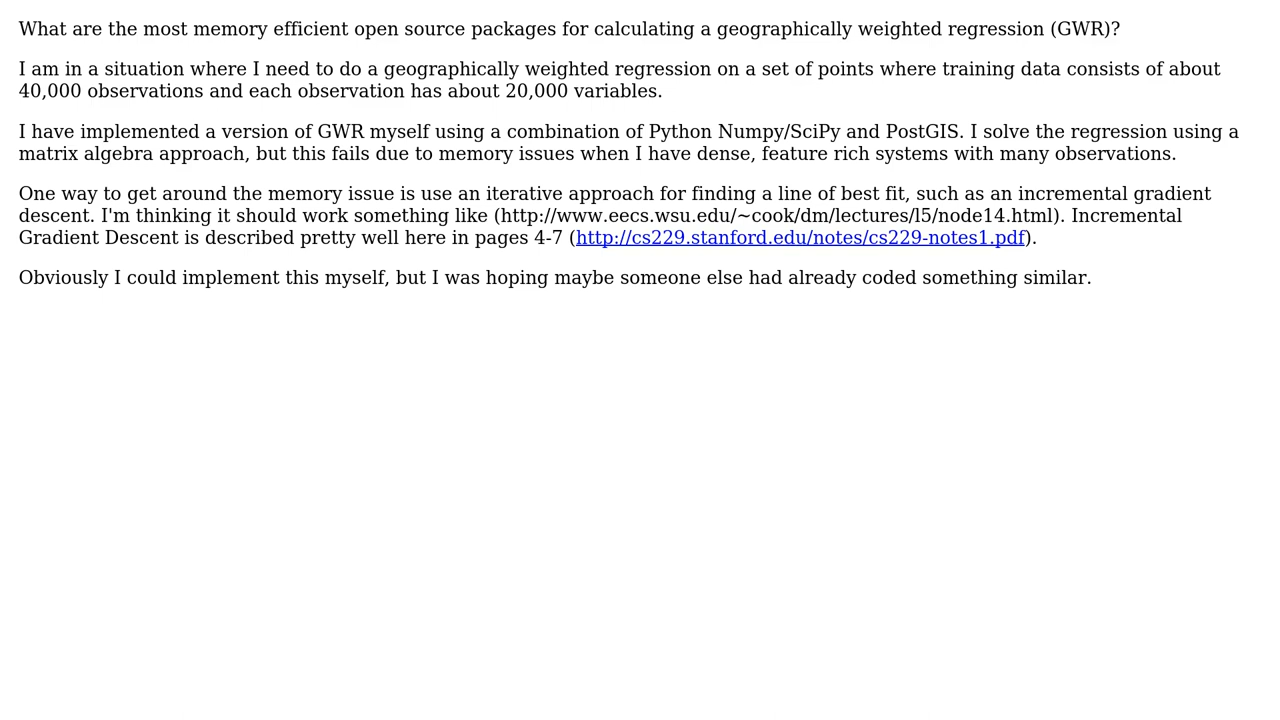 What are the most memory efficient open source packages for calculating a geographically weighted regression (GWR)?
I am in a situation where I need to do a geographically weighted regression on a set of points where training data consists of about
40,000 observations and each observation has about 20,000 variables.
I have implemented a version of GWR myself using a combination of Python Numpy/SciPy and PostGIS. I solve the regression using a
matrix algebra approach, but this fails due to memory issues when I have dense, feature rich systems with many observations.
One way to get around the memory issue is use an iterative approach for finding a line of best fit, such as an incremental gradient
descent. I'm thinking it should work something like (http://www.eecs.wsu.edu/~cook/dm/lectures/l5/node14.html). Incremental
Gradient Descent is described pretty well here in pages 4-7 (http://cs229.stanford.edu/notes/cs229-notes1.pdf).
Obviously I could implement this myself, but I was hoping maybe someone else had already coded something similar.